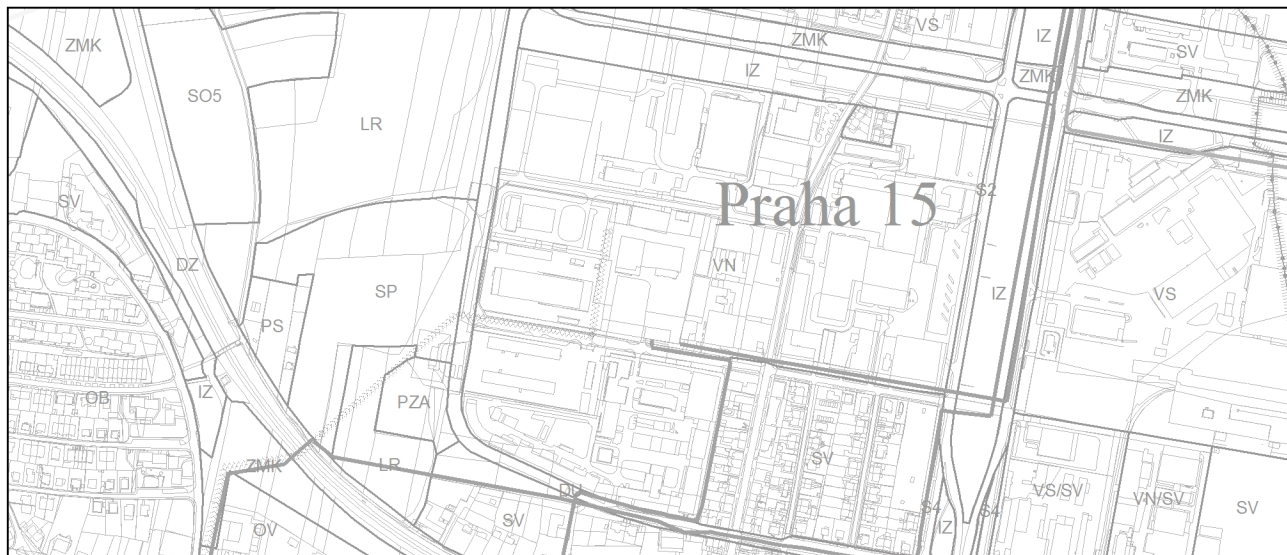 VS
ZMK
IZ
ZMK
SV
IZ
ZMK
ZMK
SO5
LR
IZ
Praha 15
S2
SV
DZ
VN
SP
IZ
VS
PS
IZ
OB
PZA
SV
ZMK
LR
DU
VS/SV
VN/SV
SV
S4
S4
IZ
SV
OV